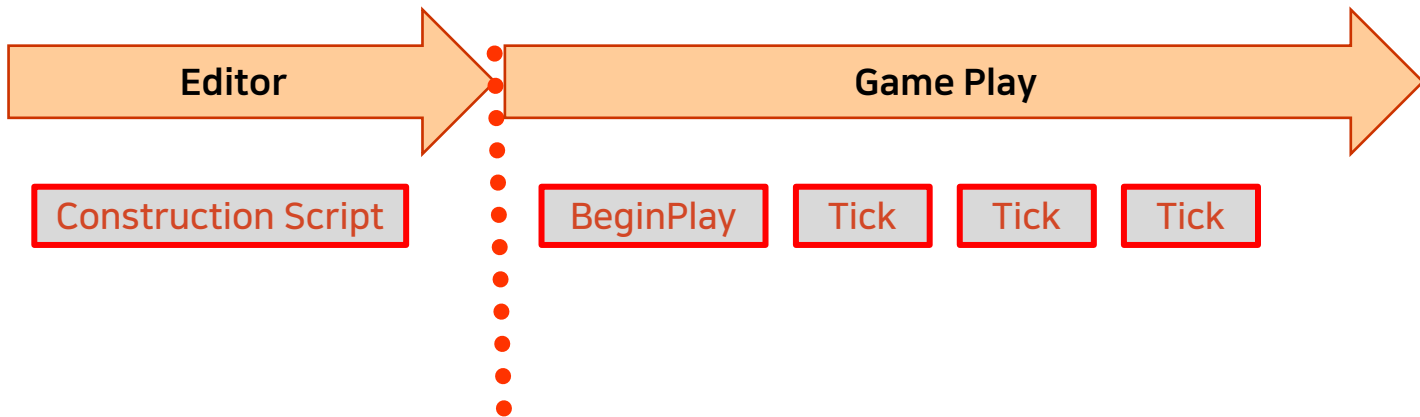 Editor
Game Play
Construction Script
BeginPlay
Tick
Tick
Tick